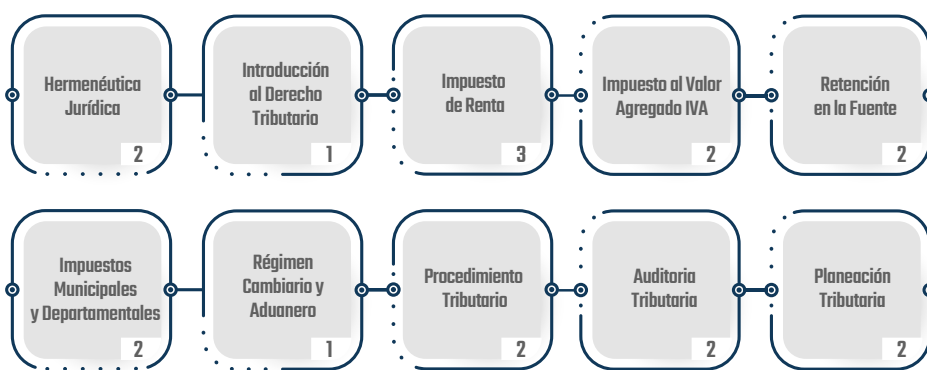 Hermenéutica
Jurídica
2
Introducción
al Derecho
Tributario
1
Impuesto
de Renta
3
Impuesto al Valor
Agregado IVA
2
Retención
en la Fuente
2
Impuestos
Municipales
y Departamentales
2
Régimen
Cambiario y
Aduanero
1
Procedimiento
Tributario
2
Auditoria
Tributaria
2
Planeación
Tributaria
2